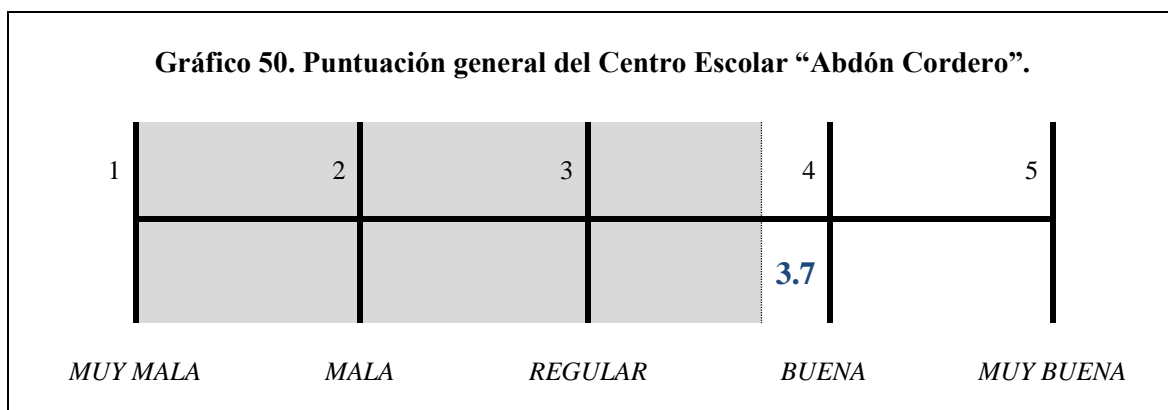 Gráfico 50. Puntuación general del Centro Escolar “Abdón Cordero”.
1 2 3 4 5
3.7
MUY MALA MALA REGULAR BUENA MUY BUENA